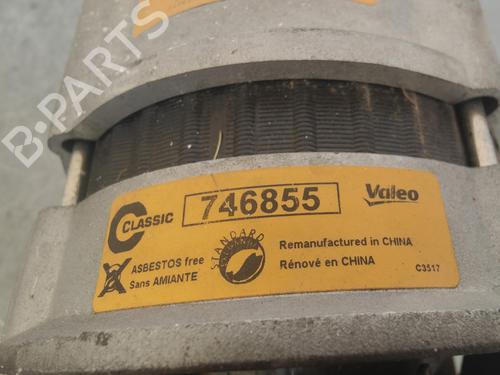 B-PARTS
C CLASSIC
746855
Valeo
ASBESTOS free
Sans AMIANTE
STANDARD
Remanufactured in CHINA
Rénové en CHINA
C3517